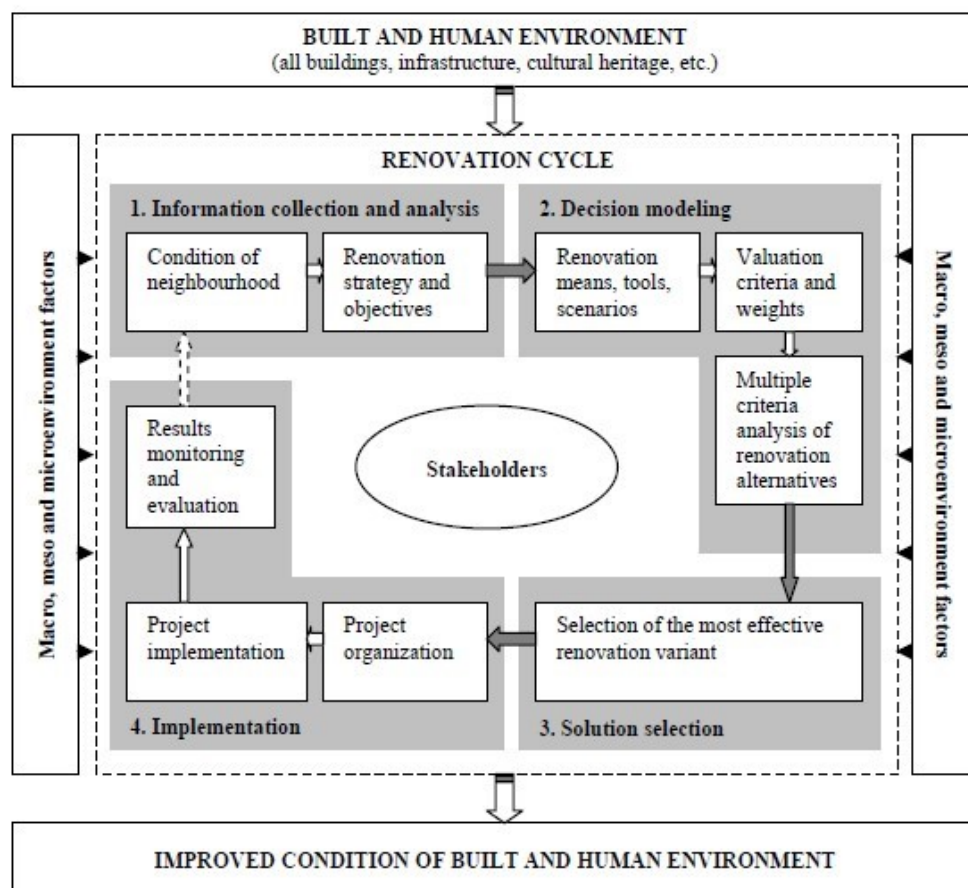 BUILT AND HUMAN ENVIRONMENT
(all buildings, infrastructure, cultural heritage, etc.)
Macro, meso and microenvironment factors
RENOVATION CYCLE
1. Information collection and analysis
Condition of
neighbourhood
Renovation
strategy and
objectives
2. Decision modeling
Renovation
means, tools,
scenarios
Valuation
criteria and
weights
Multiple
criteria
analysis of
renovation
alternatives
Results
monitoring
and
evaluation
Stakeholders
Project
implementation
Project
organization
4. Implementation
Selection of the most effective
renovation variant
3. Solution selection
Macro, meso and microenvironment factors
IMPROVED CONDITION OF BUILT AND HUMAN ENVIRONMENT